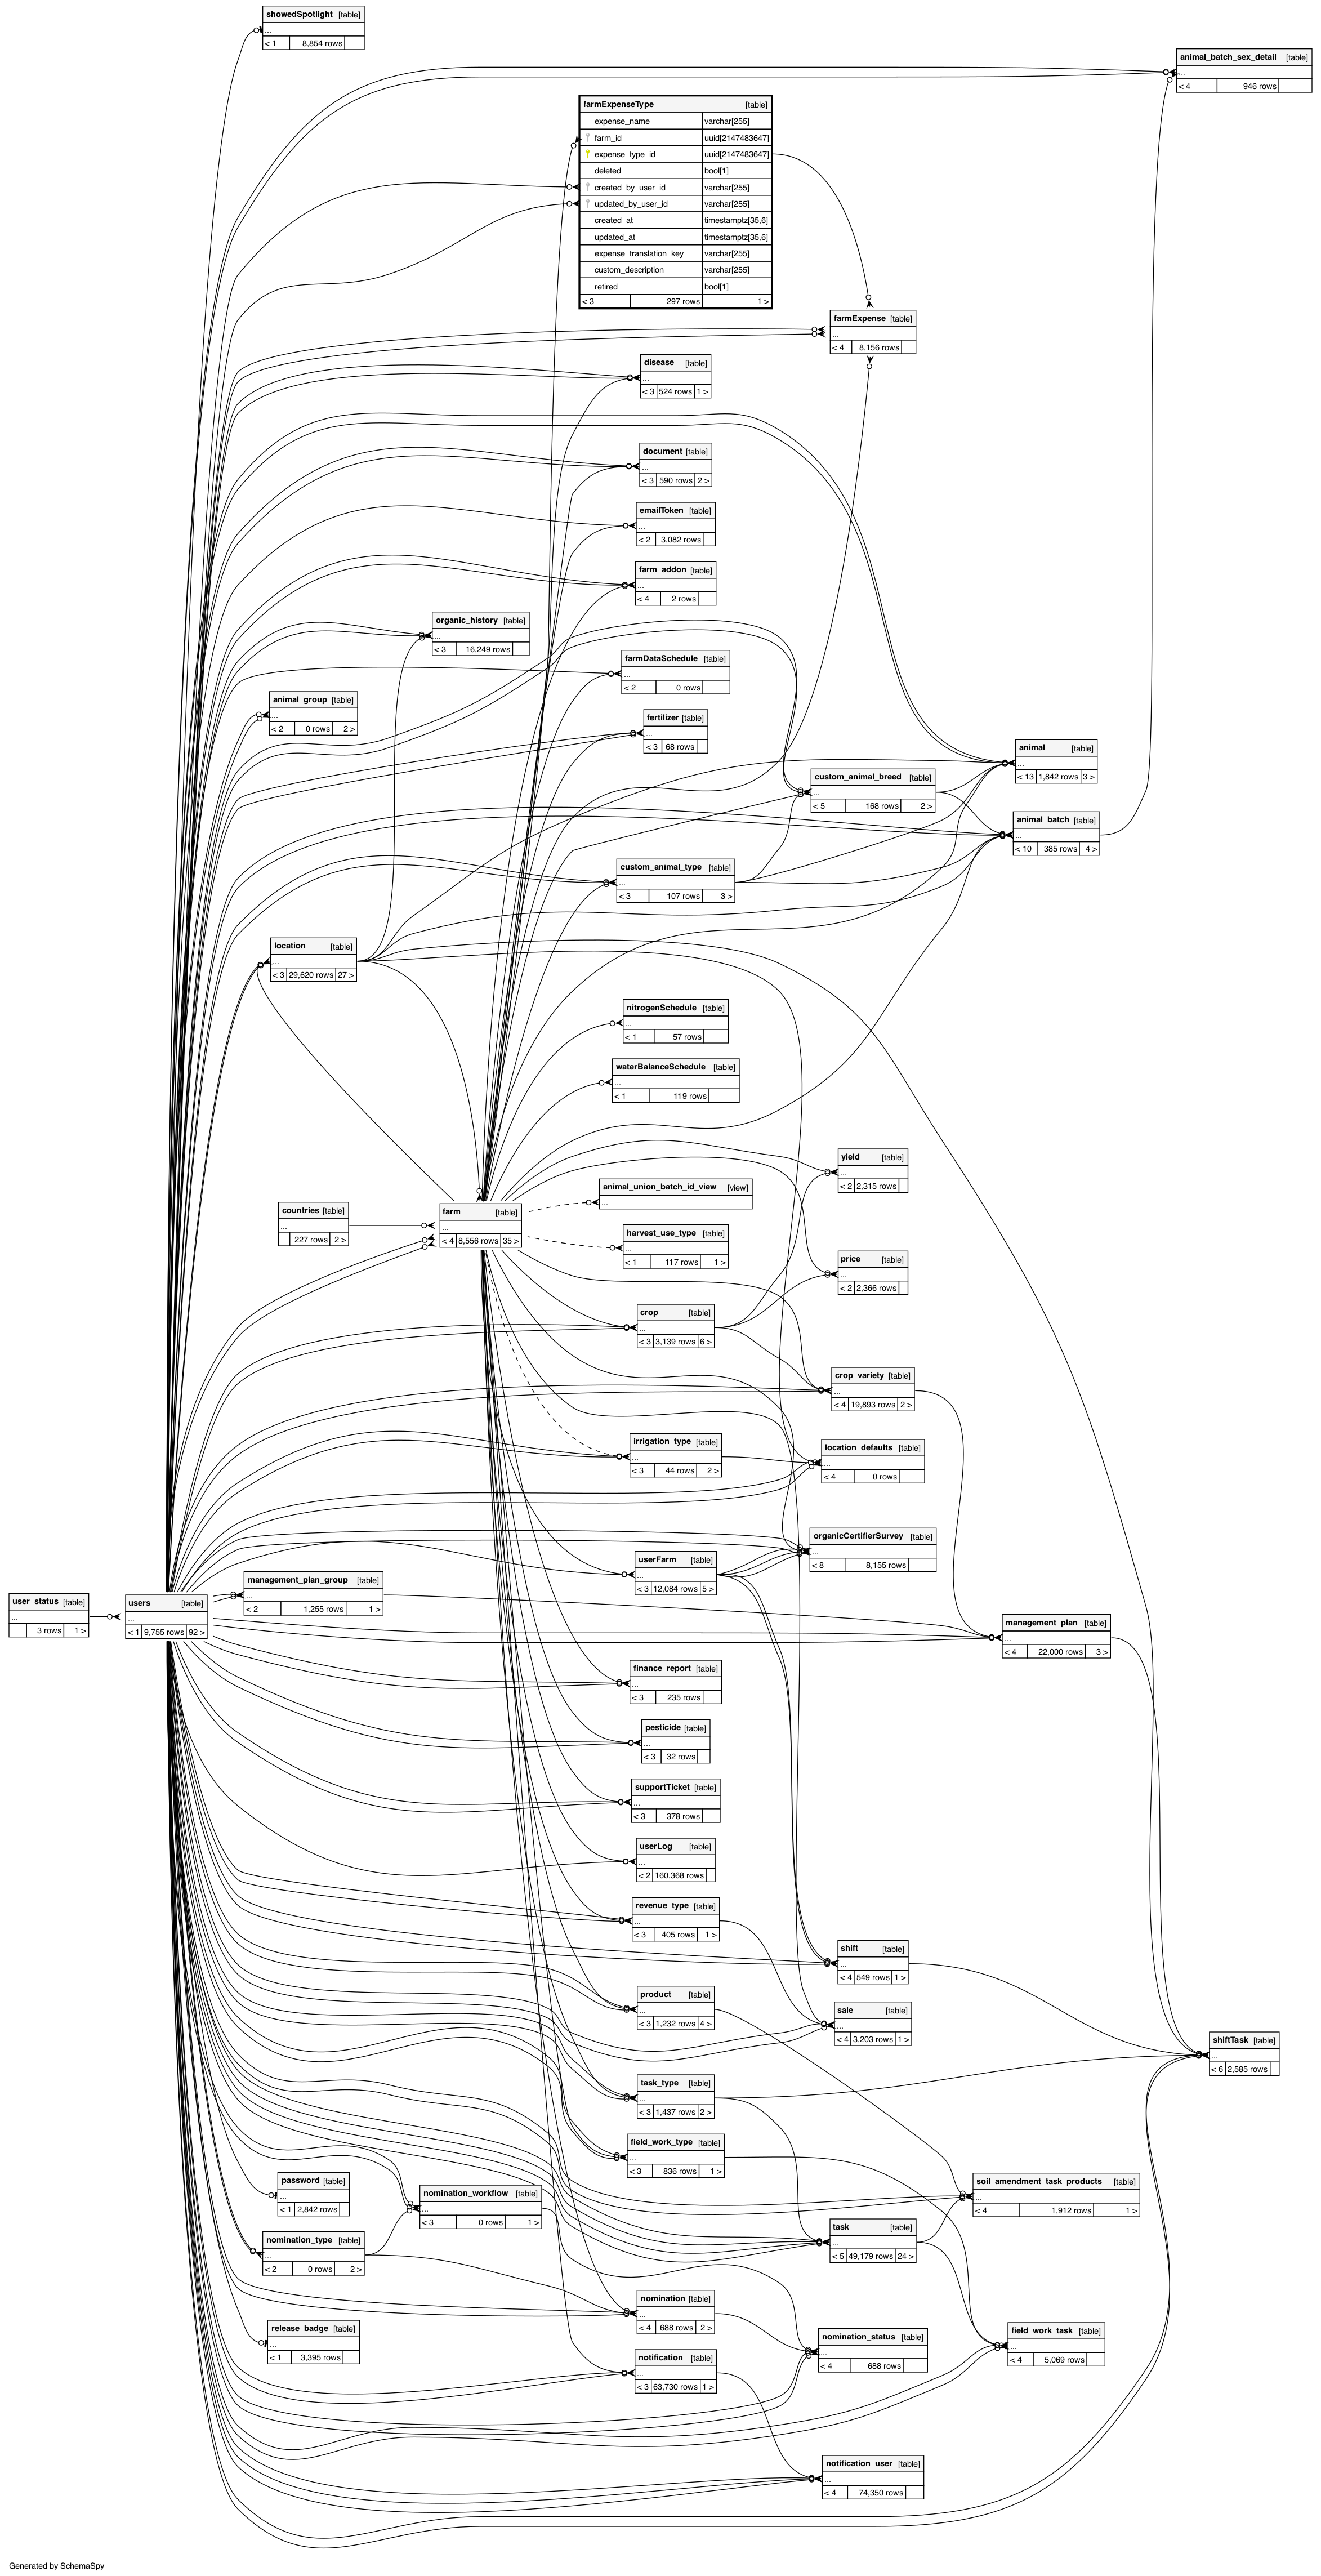 showedSpotlight [table]
...
< 1 8,854 rows
animal_batch_sex_detail [table]
...
< 4 946 rows
farmExpenseType [table]
expense_name varchar[255]
farm_id uuid[2147483647]
expense_type_id uuid[2147483647]
deleted bool[1]
created_by_user_id varchar[255]
updated_by_user_id varchar[255]
created_at timestamptz[35,6]
updated_at timestamptz[35,6]
expense_translation_key varchar[255]
custom_description varchar[255]
retired bool[1]
< 3 297 rows 1 >
farmExpense [table]
...
< 4 8,156 rows
disease [table]
...
< 3 524 rows 1 >
document [table]
...
< 3 590 rows 2 >
emailToken [table]
...
< 2 3,082 rows
farm_addon [table]
...
< 4 2 rows
organic_history [table]
...
< 3 16,249 rows
farmDataSchedule [table]
...
< 2 0 rows
animal_group [table]
...
< 2 0 rows 2 >
fertilizer [table]
...
< 3 68 rows
animal [table]
...
< 13 1,842 rows 3 >
custom_animal_breed [table]
...
< 5 168 rows 2 >
animal_batch [table]
...
< 10 385 rows 4 >
custom_animal_type [table]
...
< 3 107 rows 3 >
location [table]
...
< 3 29,620 rows 27 >
nitrogenSchedule [table]
...
< 1 57 rows
waterBalanceSchedule [table]
...
< 1 119 rows
yield [table]
...
< 2 2,315 rows
animal_union_batch_id_view [view]
...
countries [table]
...
227 rows 2 >
farm [table]
...
< 4 8,556 rows 35 >
harvest_use_type [table]
...
< 1 117 rows 1 >
price [table]
...
< 2 2,366 rows
crop [table]
...
< 3 3,139 rows 6 >
crop_variety [table]
...
< 4 19,893 rows 2 >
irrigation_type [table]
...
< 3 44 rows 2 >
location_defaults [table]
...
< 4 0 rows
organicCertifierSurvey [table]
...
< 8 8,155 rows
userFarm [table]
...
< 3 12,084 rows 5 >
management_plan_group [table]
...
< 2 1,255 rows 1 >
user_status [table]
...
3 rows 1 >
users [table]
...
< 1 9,755 rows 92 >
management_plan [table]
...
< 4 22,000 rows 3 >
finance_report [table]
...
< 3 235 rows
pesticide [table]
...
< 3 32 rows
supportTicket [table]
...
< 3 378 rows
userLog [table]
...
< 2 160,368 rows
revenue_type [table]
...
< 3 405 rows 1 >
shift [table]
...
< 4 549 rows 1 >
product [table]
...
< 3 1,232 rows 4 >
sale [table]
...
< 4 3,203 rows 1 >
shiftTask [table]
...
< 6 2,585 rows
task_type [table]
...
< 3 1,437 rows 2 >
field_work_type [table]
...
< 3 836 rows 1 >
password [table]
...
< 1 2,842 rows
nomination_workflow [table]
...
< 3 0 rows 1 >
soil_amendment_task_products [table]
...
< 4 1,912 rows 1 >
task [table]
...
< 5 49,179 rows 24 >
nomination_type [table]
...
< 2 0 rows 2 >
nomination [table]
...
< 4 688 rows 2 >
release_badge [table]
...
< 1 3,395 rows
nomination_status [table]
...
< 4 688 rows
field_work_task [table]
...
< 4 5,069 rows
notification [table]
...
< 3 63,730 rows 1 >
notification_user [table]
...
< 4 74,350 rows
Generated by SchemaSpy